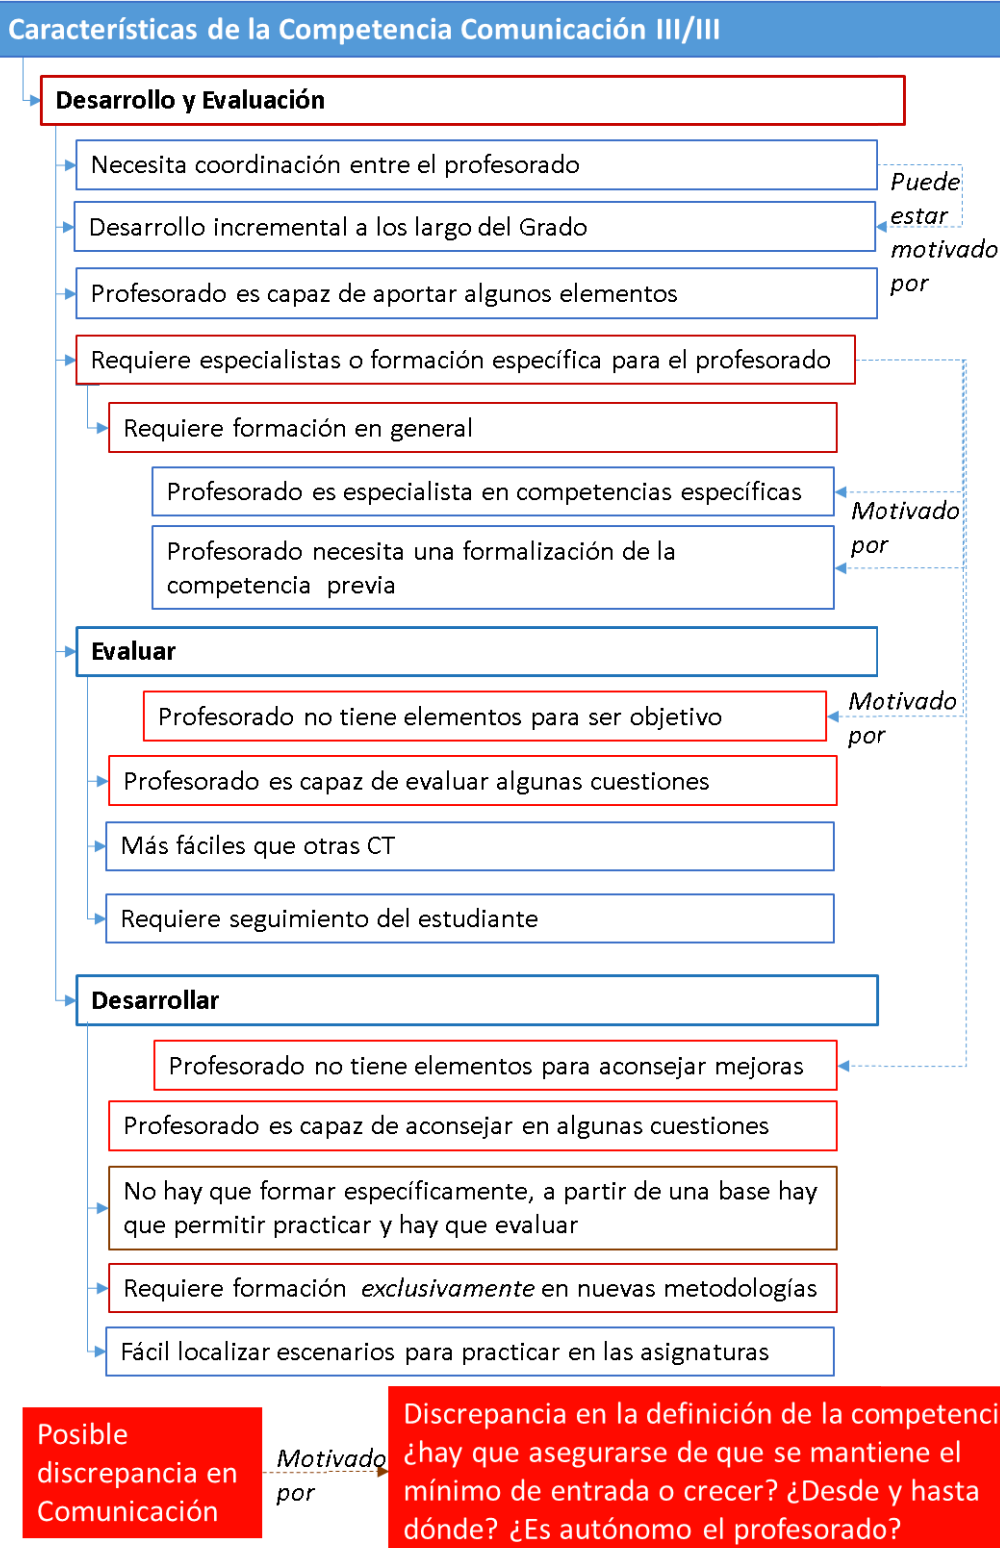 Características de la Competencia Comunicación III/III
Desarrollo y Evaluación
Necesita coordinación entre el profesorado
Puede
estar
motivado
por
Desarrollo incremental a los largo del Grado
Profesorado es capaz de aportar algunos elementos
Requiere especialistas o formación específica para el profesorado
Requiere formación en general
Profesorado es especialista en competencias específicas
Motivado
por
Profesorado necesita una formalización de la
competencia previa
Evaluar
Profesorado no tiene elementos para ser objetivo
Motivado
por
Profesorado es capaz de evaluar algunas cuestiones
Más fáciles que otras CT
Requiere seguimiento del estudiante
Desarrollar
Profesorado no tiene elementos para aconsejar mejoras
Profesorado es capaz de aconsejar en algunas cuestiones
No hay que formar específicamente, a partir de una base hay
que permitir practicar y hay que evaluar
Requiere formación exclusivamente en nuevas metodologías
Fácil localizar escenarios para practicar en las asignaturas
Posible
discrepancia en
Comunicación
Motivado
por
Discrepancia en la definición de la competenci
¿hay que asegurarse de que se mantiene el
mínimo de entrada o crecer? ¿Desde y hasta
dónde? ¿Es autónomo el profesorado?